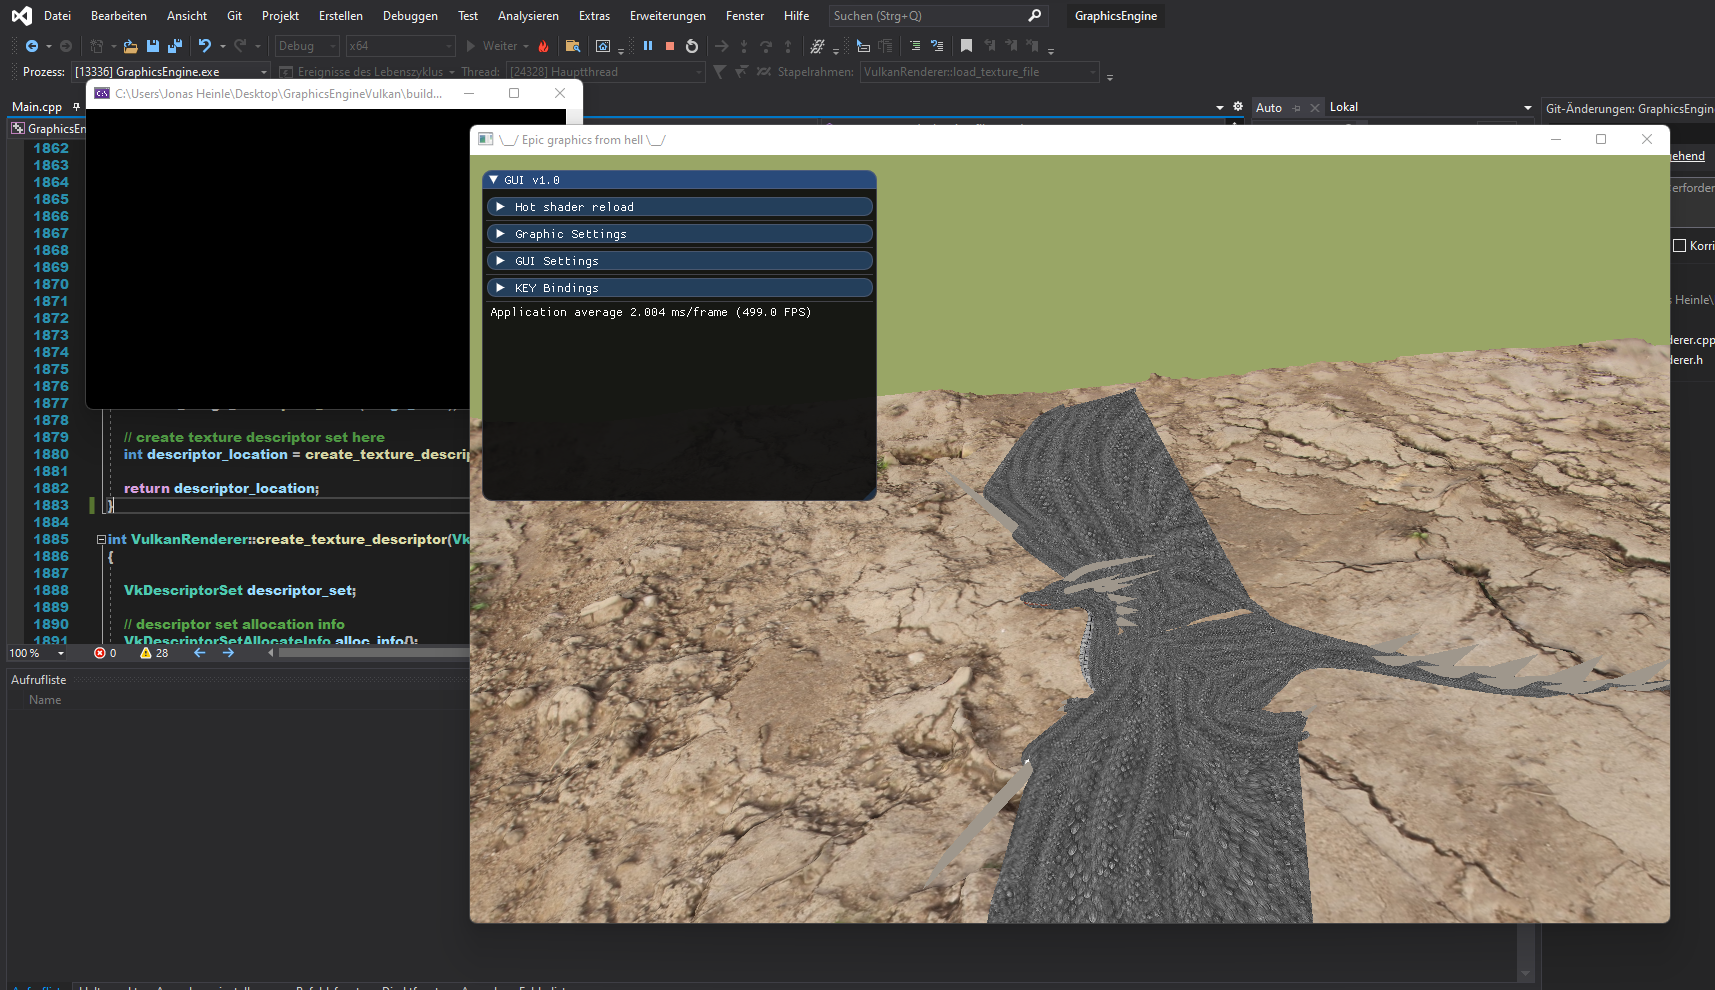 Datei Bearbeiten Ansicht Git Projekt Erstellen Debuggen Test Analysieren Extras Erweiterungen Fenster Hilfe Suchen (Strg+Q) GraphicsEngine
Debug x64 Weiter
Prozess: [13336] GraphicsEngine.exe Ereignisse des Lebenszyklus Thread: [24328] Hauptthread Stapelrahmen: VulkanRenderer::load_texture_file
Main.cpp
C:\Users\Jonas Heinle\Desktop\GraphicsEngineVulkan\build...
Auto Lokal
Git-Änderungen: GraphicsEngin
GraphicsEn
\__/ Epic graphics from hell \__/
GUI v1.0
Hot shader reload
Graphic Settings
GUI Settings
KEY Bindings
Application average 2.004 ms/frame (499.0 FPS)
ehend
erforder
Korri
s Heinle\
derer.cpp
derer.h
1862
1863
1864
1865
1866
1867
1868
1869
1870
1871
1872
1873
1874
1875
1876
1877
1878
1879 // create texture descriptor set here
1880 int descriptor_location = create_texture_descrip
1881
1882 return descriptor_location;
1883 }
1884
1885 int VulkanRenderer::create_texture_descriptor(Vk
1886 {
1887
1888 VkDescriptorSet descriptor_set;
1889
1890 // descriptor set allocation info
1891 VkDescriptorSetAllocateInfo alloc_info{};
100 % 0 28
Aufrufliste
Name